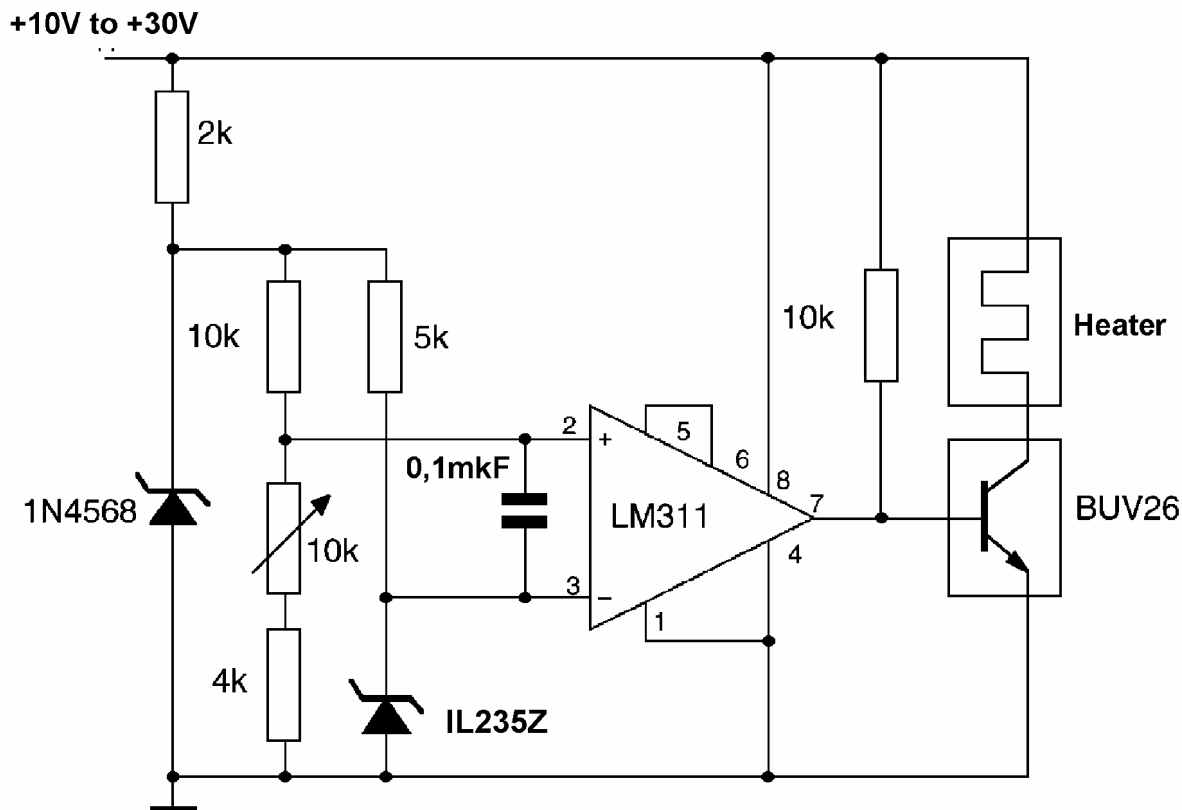 +10V to +30V
2k
10k
5k
10k
Heater
2
+
5
6
8
0,1mkF
7
1N4568
LM311
BUV26
10k
4
3
−
1
4k
IL235Z